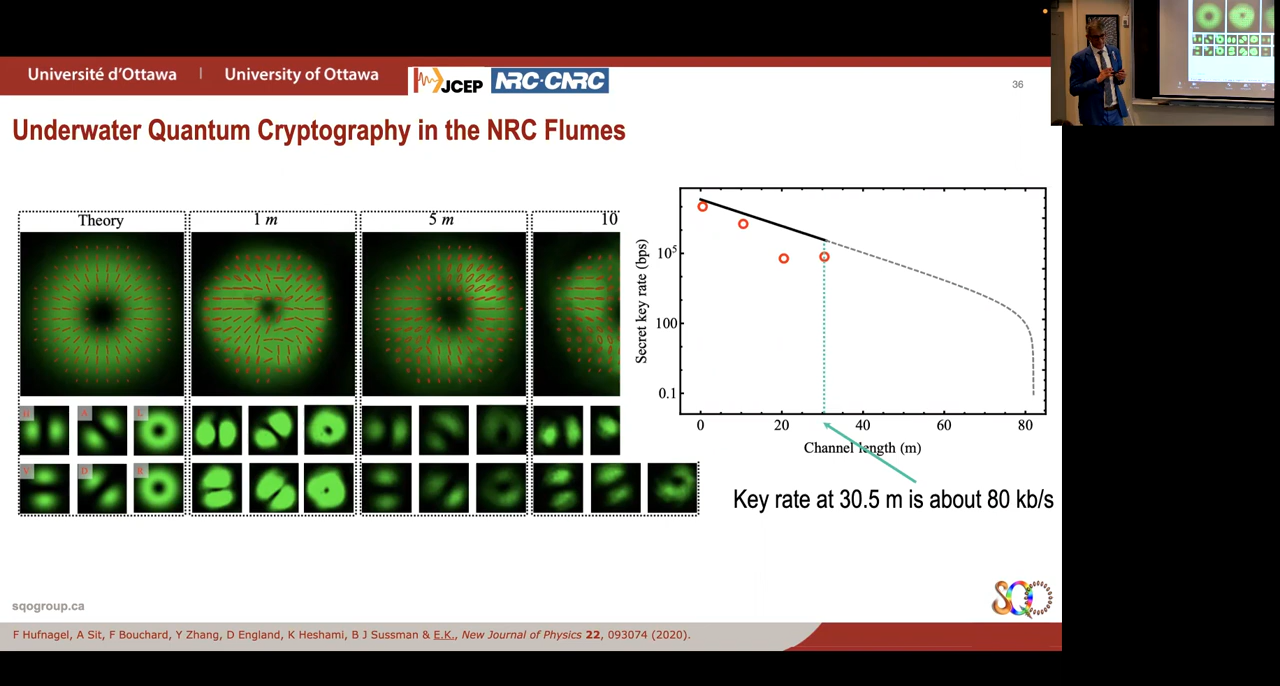 Université d'Ottawa | University of Ottawa
JCEP
NRC·CNRC
36
Underwater Quantum Cryptography in the NRC Flumes
Theory
1 m
5 m
10
H
A
L
V
D
R
Secret key rate (bps)
10⁵
100
0.1
0
20
40
60
80
Channel length (m)
Key rate at 30.5 m is about 80 kb/s
sqogroup.ca
SQ
F Hufnagel, A Sit, F Bouchard, Y Zhang, D England, K Heshami, B J Sussman & E.K., New Journal of Physics 22, 093074 (2020).